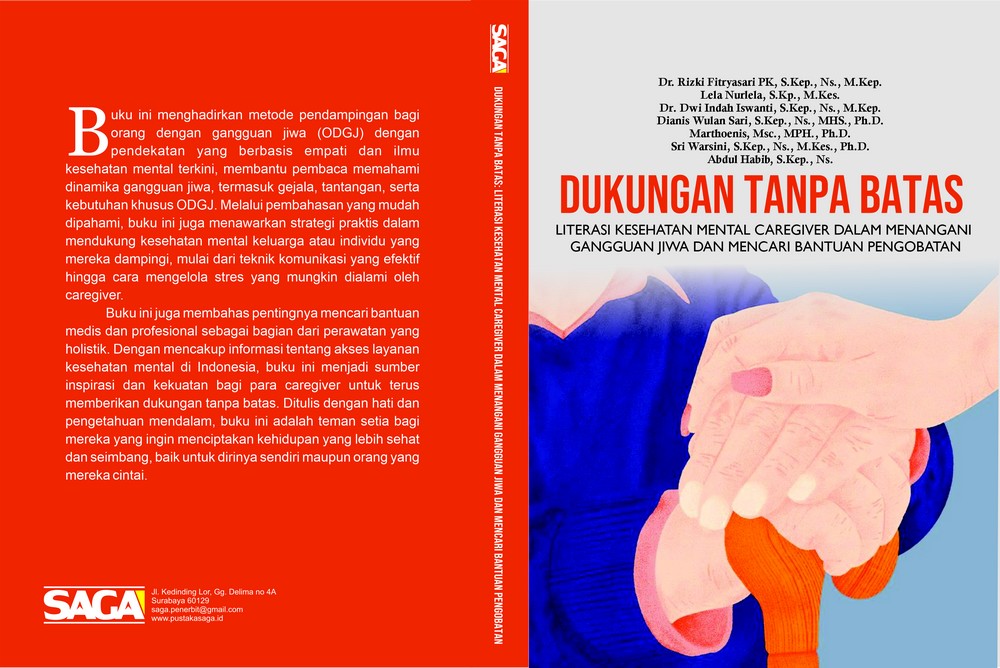 Buku ini menghadirkan metode pendampingan bagi
orang dengan gangguan jiwa (ODGJ) dengan
pendekatan yang berbasis empati dan ilmu
kesehatan mental terkini, membantu pembaca memahami
dinamika gangguan jiwa, termasuk gejala, tantangan, serta
kebutuhan khusus ODGJ. Melalui pembahasan yang mudah
dipahami, buku ini juga menawarkan strategi praktis dalam
mendukung kesehatan mental keluarga atau individu yang
mereka dampingi, mulai dari teknik komunikasi yang efektif
hingga cara mengelola stres yang mungkin dialami oleh
caregiver.
Buku ini juga membahas pentingnya mencari bantuan
medis dan profesional sebagai bagian dari perawatan yang
holistik. Dengan mencakup informasi tentang akses layanan
kesehatan mental di Indonesia, buku ini menjadi sumber
inspirasi dan kekuatan bagi para caregiver untuk terus
memberikan dukungan tanpa batas. Ditulis dengan hati dan
pengetahuan mendalam, buku ini adalah teman setia bagi
mereka yang ingin menciptakan kehidupan yang lebih sehat
dan seimbang, baik untuk dirinya sendiri maupun orang yang
mereka cintai.
SAGA
Jl. Kedinding Lor, Gg. Delima no 4A
Surabaya 60129
saga.penerbit@gmail.com
www.pustakasaga.id
SAGA
DUKUNGAN TANPA BATAS: LITERASI KESEHATAN MENTAL CAREGIVER DALAM MENANGANI GANGGUAN JIWA DAN MENCARI BANTUAN PENGOBATAN
Dr. Rizki Fitryasari PK, S.Kep., Ns., M.Kep.
Lela Nurlela, S.Kp., M.Kes.
Dr. Dwi Indah Iswanti, S.Kep., Ns., M.Kep.
Dianis Wulan Sari, S.Kep., Ns., MHS., Ph.D.
Marthoenis, Msc., MPH., Ph.D.
Sri Warsini, S.Kep., Ns., M.Kes., Ph.D.
Abdul Habib, S.Kep., Ns.
DUKUNGAN TANPA BATAS
LITERASI KESEHATAN MENTAL CAREGIVER DALAM MENANGANI
GANGGUAN JIWA DAN MENCARI BANTUAN PENGOBATAN